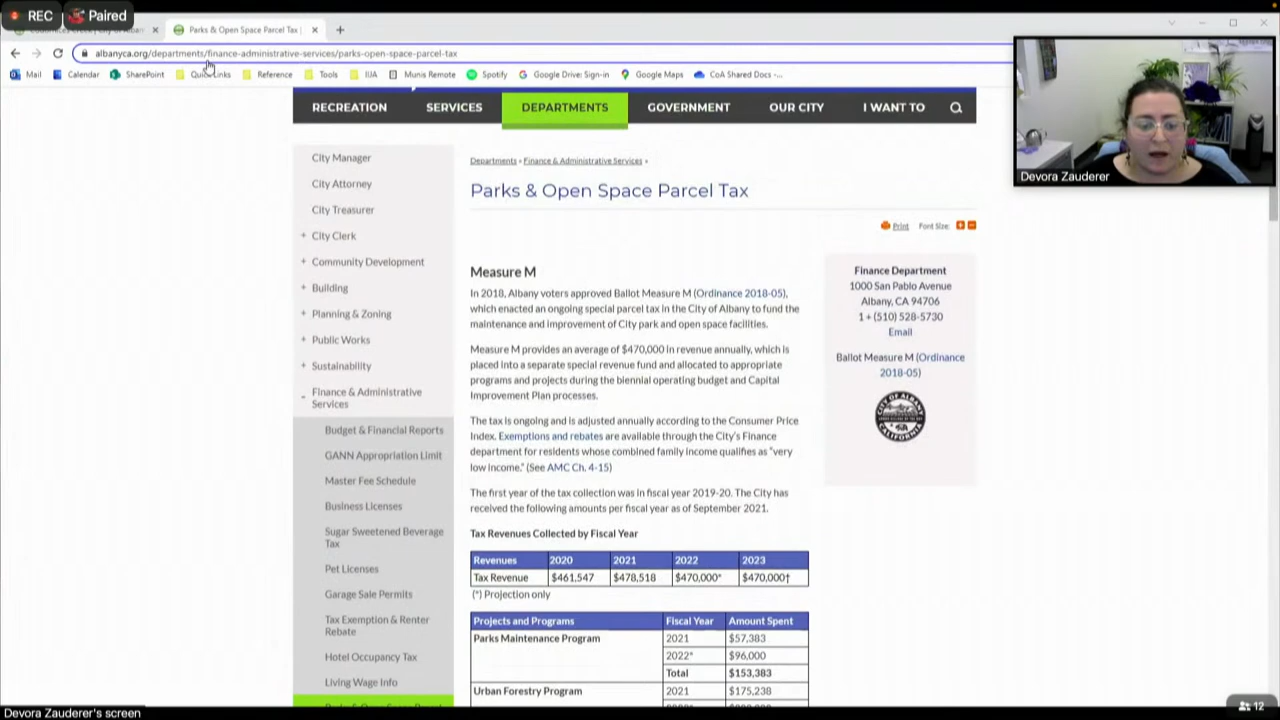 REC
Paired
Parks & Open Space Parcel Tax |
albanyca.org/departments/finance-administrative-services/parks-open-space-parcel-tax
Mail
Calendar
SharePoint
QuickLinks
Reference
Tools
IIJA
Munis Remote
Spotify
Google Drive: Sign-in
Google Maps
CoA Shared Docs -...
RECREATION
SERVICES
DEPARTMENTS
GOVERNMENT
OUR CITY
I WANT TO
Devora Zauderer
City Manager
City Attorney
City Treasurer
+ City Clerk
+ Community Development
+ Building
+ Planning & Zoning
+ Public Works
+ Sustainability
- Finance & Administrative
Services
Budget & Financial Reports
GANN Appropriation Limit
Master Fee Schedule
Business Licenses
Sugar Sweetened Beverage
Tax
Pet Licenses
Garage Sale Permits
Tax Exemption & Renter
Rebate
Hotel Occupancy Tax
Living Wage Info
Departments › Finance & Administrative Services ›
Parks & Open Space Parcel Tax
Print
Font Size:
Measure M
In 2018, Albany voters approved Ballot Measure M (Ordinance 2018-05),
which enacted an ongoing special parcel tax in the City of Albany to fund the
maintenance and improvement of City park and open space facilities.
Measure M provides an average of $470,000 in revenue annually, which is
placed into a separate special revenue fund and allocated to appropriate
programs and projects during the biennial operating budget and Capital
Improvement Plan processes.
The tax is ongoing and is adjusted annually according to the Consumer Price
Index. Exemptions and rebates are available through the City's Finance
department for residents whose combined family income qualifies as "very
low income." (See AMC Ch. 4-15)
The first year of the tax collection was in fiscal year 2019-20. The City has
received the following amounts per fiscal year as of September 2021.
Tax Revenues Collected by Fiscal Year
Revenues 2020 2021 2022 2023
Tax Revenue $461,547 $478,518 $470,000* $470,000†
(*) Projection only
Projects and Programs Fiscal Year Amount Spent
Parks Maintenance Program 2021 $57,383
2022* $96,000
Total $153,383
Urban Forestry Program 2021 $175,238
Finance Department
1000 San Pablo Avenue
Albany, CA 94706
1 + (510) 528-5730
Email
Ballot Measure M (Ordinance
2018-05)
Devora Zauderer's screen
12